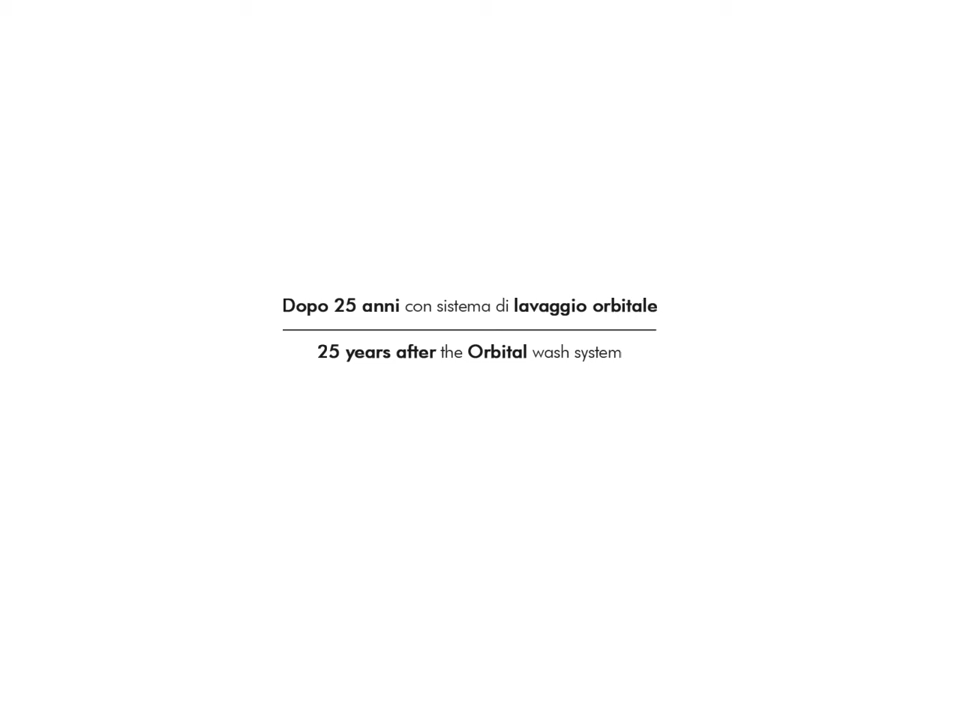 Dopo 25 anni con sistema di lavaggio orbitale
25 years after the Orbital wash system